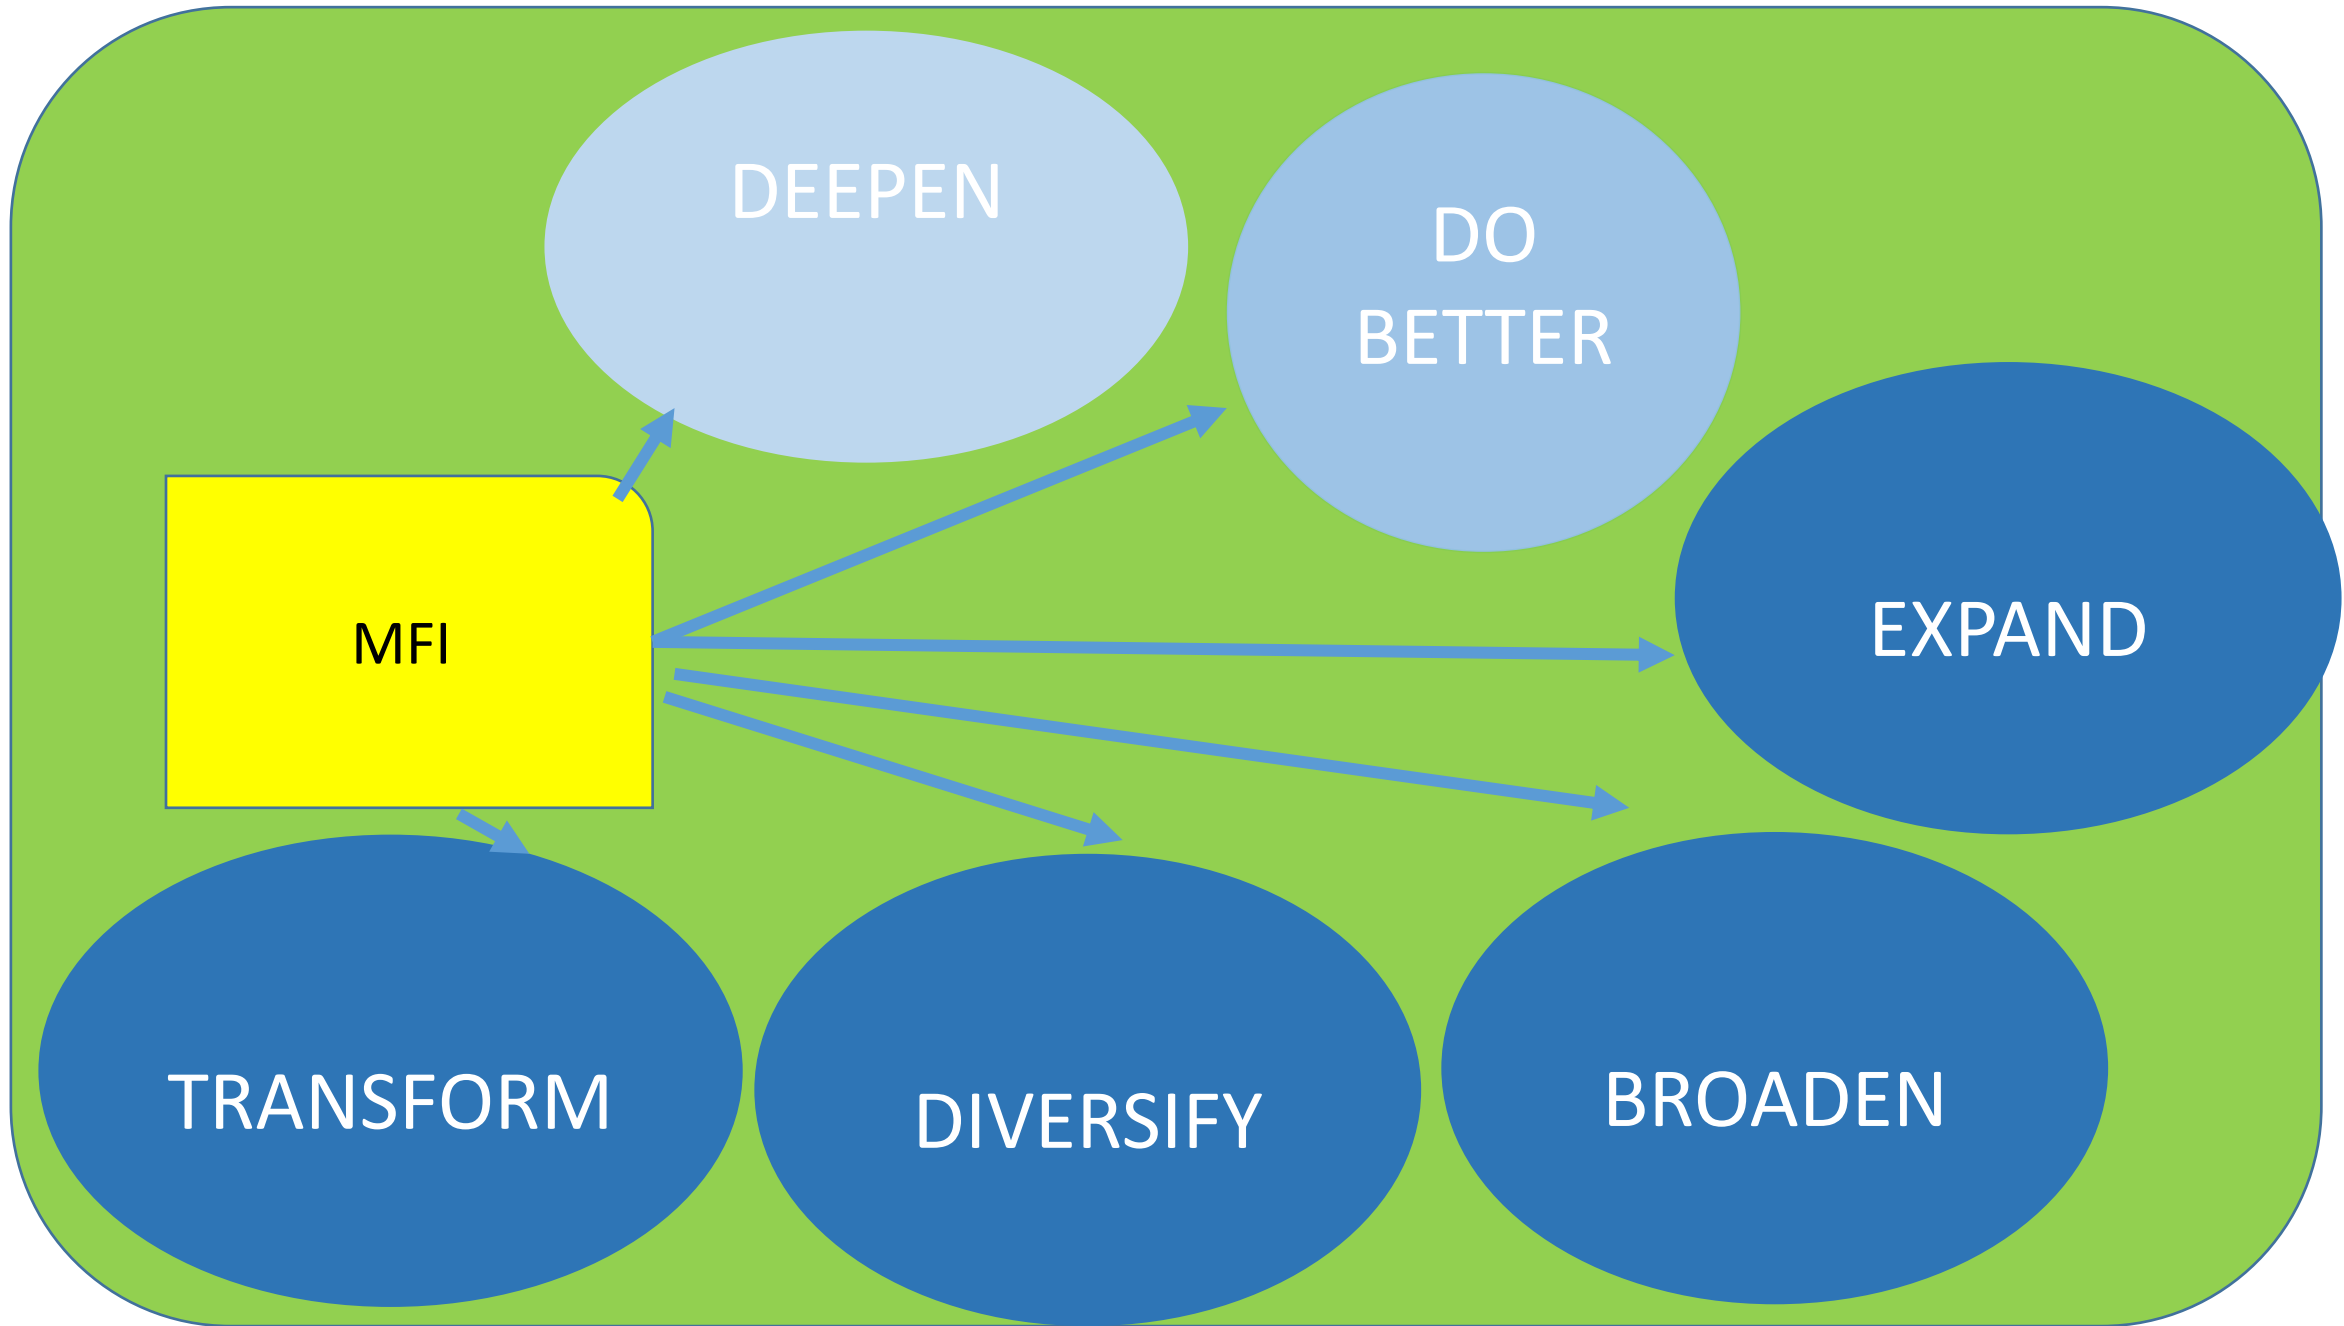 DEEPEN
DO
BETTER
EXPAND
MFI
TRANSFORM
DIVERSIFY
BROADEN